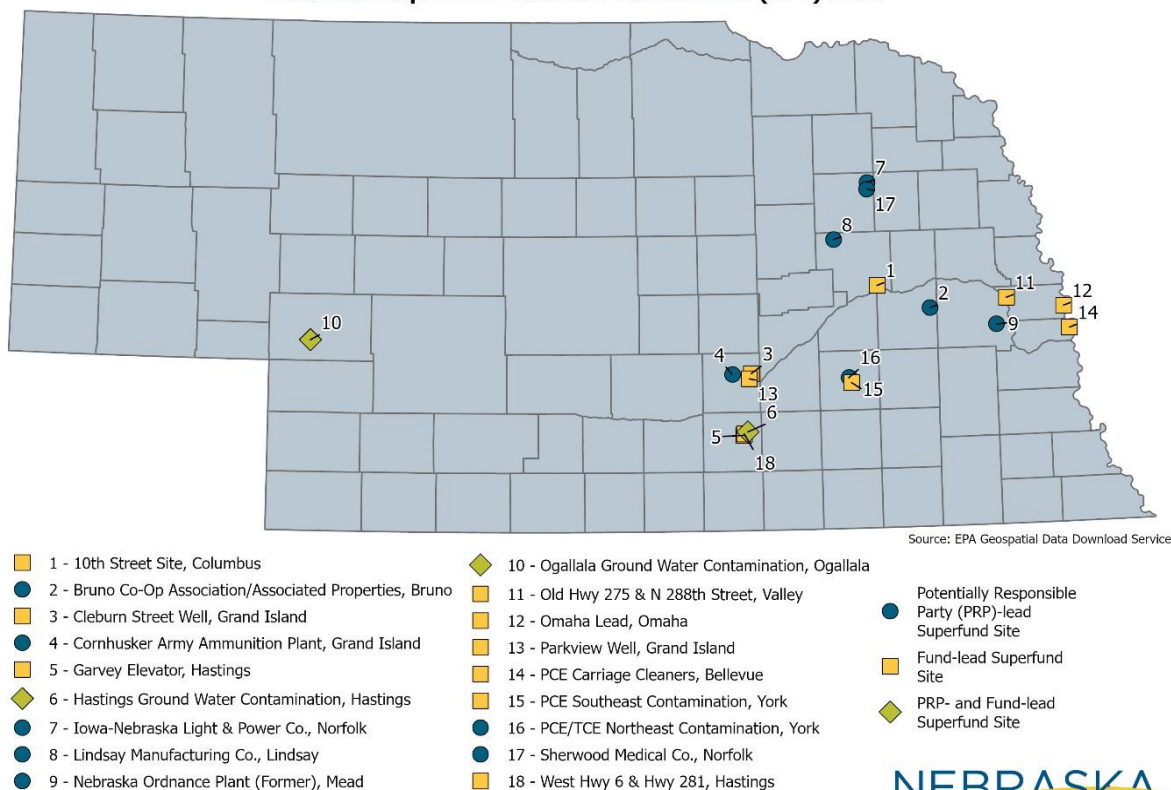 7
17
8
1
2
11
12
14
9
10
4
3
13
16
15
6
5
18
Source: EPA Geospatial Data Download Service
1 - 10th Street Site, Columbus
2 - Bruno Co-Op Association/Associated Properties, Bruno
3 - Cleburn Street Well, Grand Island
4 - Cornhusker Army Ammunition Plant, Grand Island
5 - Garvey Elevator, Hastings
6 - Hastings Ground Water Contamination, Hastings
7 - Iowa-Nebraska Light & Power Co., Norfolk
8 - Lindsay Manufacturing Co., Lindsay
9 - Nebraska Ordnance Plant (Former), Mead
10 - Ogallala Ground Water Contamination, Ogallala
11 - Old Hwy 275 & N 288th Street, Valley
12 - Omaha Lead, Omaha
13 - Parkview Well, Grand Island
14 - PCE Carriage Cleaners, Bellevue
15 - PCE Southeast Contamination, York
16 - PCE/TCE Northeast Contamination, York
17 - Sherwood Medical Co., Norfolk
18 - West Hwy 6 & Hwy 281, Hastings
Potentially Responsible
Party (PRP)-lead
Superfund Site
Fund-lead Superfund
Site
PRP- and Fund-lead
Superfund Site
NEBRASKA